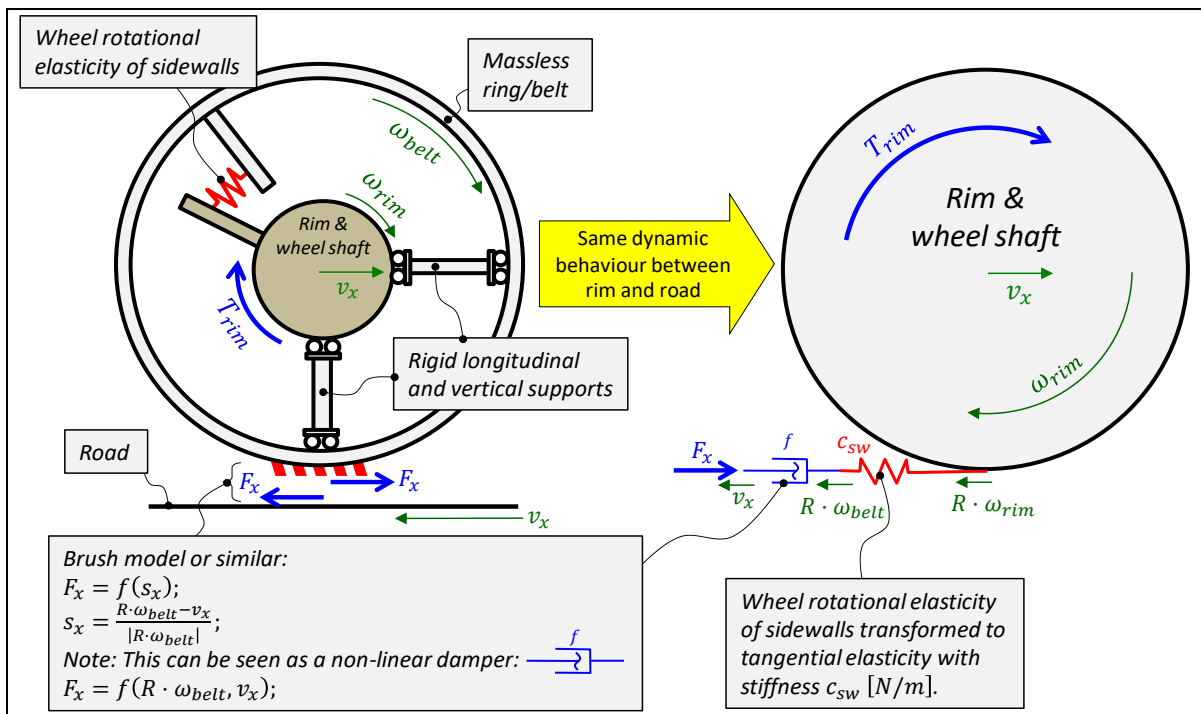 Wheel rotational
elasticity of sidewalls
Massless
ring/belt
ω_belt
ω_rim
Rim &
wheel shaft
v_x
T_rim
Rigid longitudinal
and vertical supports
Road
F_x
F_x
v_x
Brush model or similar:
F_x = f(s_x);
s_x = (R·ω_belt−v_x)/|R·ω_belt|;
Note: This can be seen as a non-linear damper:
f
F_x = f(R · ω_belt, v_x);
Same dynamic
behaviour between
rim and road
T_rim
Rim &
wheel shaft
v_x
ω_rim
F_x
f
c_sw
v_x
R · ω_belt
R · ω_rim
Wheel rotational elasticity
of sidewalls transformed to
tangential elasticity with
stiffness c_sw [N/m].